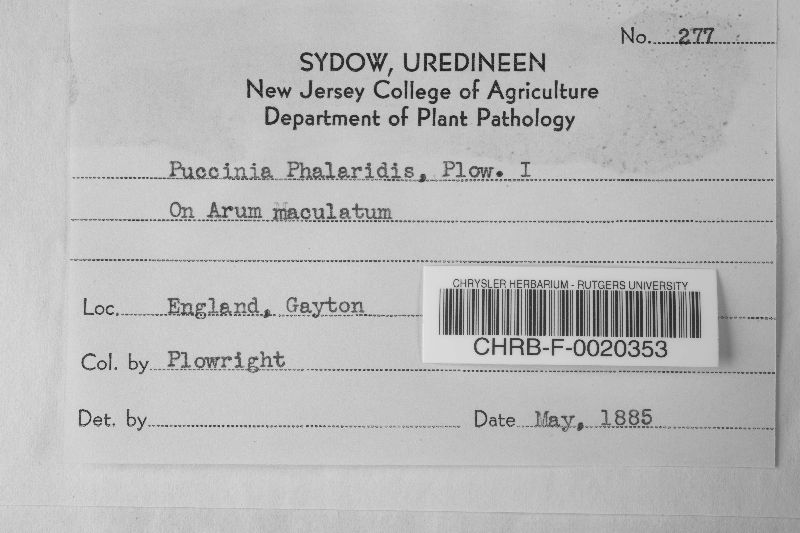 No. 277
SYDOW, UREDINEEN
New Jersey College of Agriculture
Department of Plant Pathology
Puccinia Phalaridis, Plow. I
On Arum maculatum
Loc. England, Gayton
CHRYSLER HERBARIUM - RUTGERS UNIVERSITY
CHRB-F-0020353
Col. by Plowright
Det. by
Date May, 1885